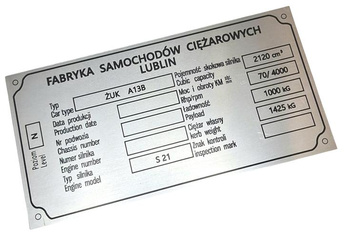 FABRYKA SAMOCHODÓW CIĘŻAROWYCH
LUBLIN
Typ
Car type
ŻUK A13B
Data produkcji
Production date
Nr podwozia
Chassis number
Numer silnika
Engine number
Typ silnika
Engine model
S 21
Poziom
Level
N
Pojemność skokowa silnika
Cubic capacity
2120 cm³
Moc i obroty KM
Rhp/rpm
70/4000
Ładowność
Payload
1000 kG
Ciężar własny
kerb weight
1425 kG
Znak kontroli
inspection mark